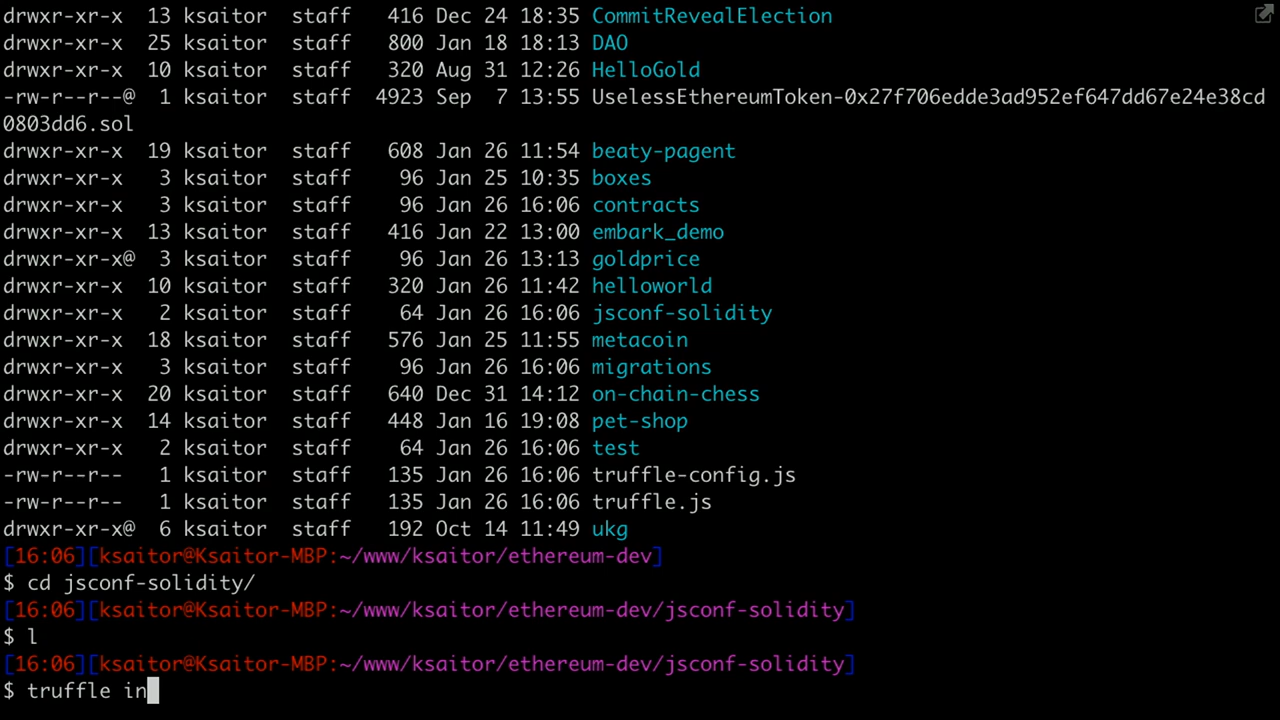 drwxr-xr-x  13 ksaitor  staff   416 Dec 24 18:35 CommitRevealElection
drwxr-xr-x  25 ksaitor  staff   800 Jan 18 18:13 DAO
drwxr-xr-x  10 ksaitor  staff   320 Aug 31 12:26 HelloGold
-rw-r--r--@  1 ksaitor  staff  4923 Sep  7 13:55 UselessEthereumToken-0x27f706edde3ad952ef647dd67e24e38cd
0803dd6.sol
drwxr-xr-x  19 ksaitor  staff   608 Jan 26 11:54 beaty-pagent
drwxr-xr-x   3 ksaitor  staff    96 Jan 25 10:35 boxes
drwxr-xr-x   3 ksaitor  staff    96 Jan 26 16:06 contracts
drwxr-xr-x  13 ksaitor  staff   416 Jan 22 13:00 embark_demo
drwxr-xr-x@  3 ksaitor  staff    96 Jan 26 13:13 goldprice
drwxr-xr-x  10 ksaitor  staff   320 Jan 26 11:42 helloworld
drwxr-xr-x   2 ksaitor  staff    64 Jan 26 16:06 jsconf-solidity
drwxr-xr-x  18 ksaitor  staff   576 Jan 25 11:55 metacoin
drwxr-xr-x   3 ksaitor  staff    96 Jan 26 16:06 migrations
drwxr-xr-x  20 ksaitor  staff   640 Dec 31 14:12 on-chain-chess
drwxr-xr-x  14 ksaitor  staff   448 Jan 16 19:08 pet-shop
drwxr-xr-x   2 ksaitor  staff    64 Jan 26 16:06 test
-rw-r--r--   1 ksaitor  staff   135 Jan 26 16:06 truffle-config.js
-rw-r--r--   1 ksaitor  staff   135 Jan 26 16:06 truffle.js
drwxr-xr-x@  6 ksaitor  staff   192 Oct 14 11:49 ukg
[16:06][ksaitor@Ksaitor-MBP:~/www/ksaitor/ethereum-dev]
$ cd jsconf-solidity/
[16:06][ksaitor@Ksaitor-MBP:~/www/ksaitor/ethereum-dev/jsconf-solidity]
$ l
[16:06][ksaitor@Ksaitor-MBP:~/www/ksaitor/ethereum-dev/jsconf-solidity]
$ truffle in